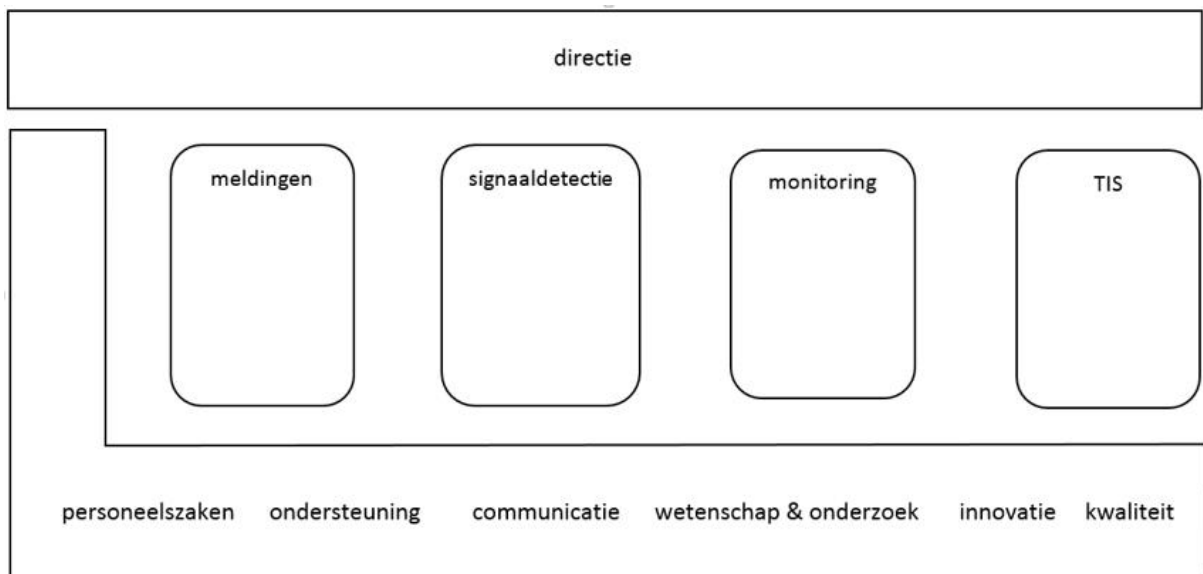 directie
meldingen
signaaldetectie
monitoring
TIS
personeelszaken ondersteuning communicatie wetenschap & onderzoek innovatie kwaliteit